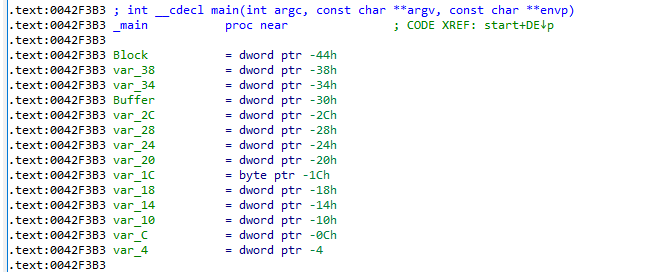 .text:0042F3B3 ; int __cdecl main(int argc, const char **argv, const char **envp)
.text:0042F3B3 _main proc near ; CODE XREF: start+DE↓p
.text:0042F3B3
.text:0042F3B3 Block = dword ptr -44h
.text:0042F3B3 var_38 = dword ptr -38h
.text:0042F3B3 var_34 = dword ptr -34h
.text:0042F3B3 Buffer = dword ptr -30h
.text:0042F3B3 var_2C = dword ptr -2Ch
.text:0042F3B3 var_28 = dword ptr -28h
.text:0042F3B3 var_24 = dword ptr -24h
.text:0042F3B3 var_20 = dword ptr -20h
.text:0042F3B3 var_1C = byte ptr -1Ch
.text:0042F3B3 var_18 = dword ptr -18h
.text:0042F3B3 var_14 = dword ptr -14h
.text:0042F3B3 var_10 = dword ptr -10h
.text:0042F3B3 var_C = dword ptr -0Ch
.text:0042F3B3 var_4 = dword ptr -4
.text:0042F3B3